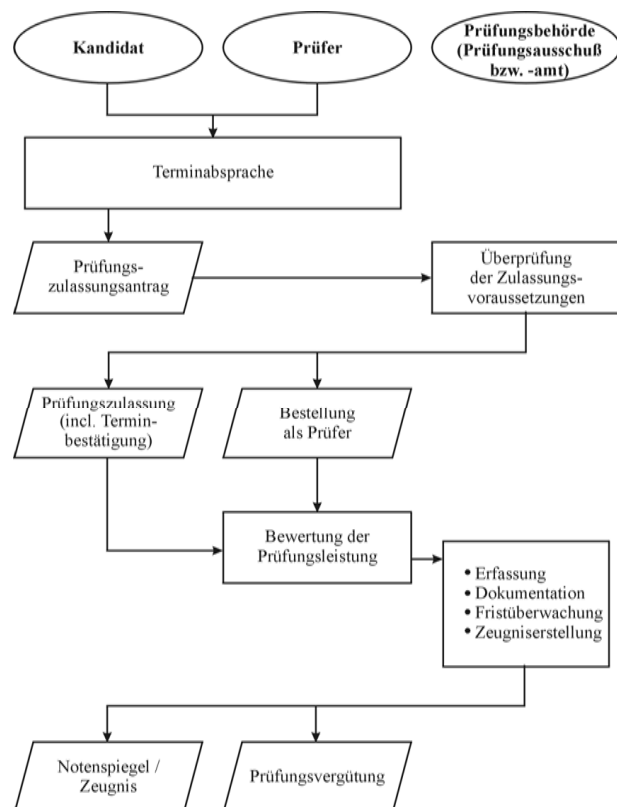 Kandidat
Prüfer
Prüfungsbehörde
(Prüfungsausschuß
bzw. -amt)
Terminabsprache
Prüfungs-
zulassungsantrag
Überprüfung
der Zulassungs-
voraussetzungen
Prüfungszulassung
(incl. Termin-
bestätigung)
Bestellung
als Prüfer
Bewertung der
Prüfungsleistung
• Erfassung
• Dokumentation
• Fristüberwachung
• Zeugniserstellung
Notenspiegel /
Zeugnis
Prüfungsvergütung